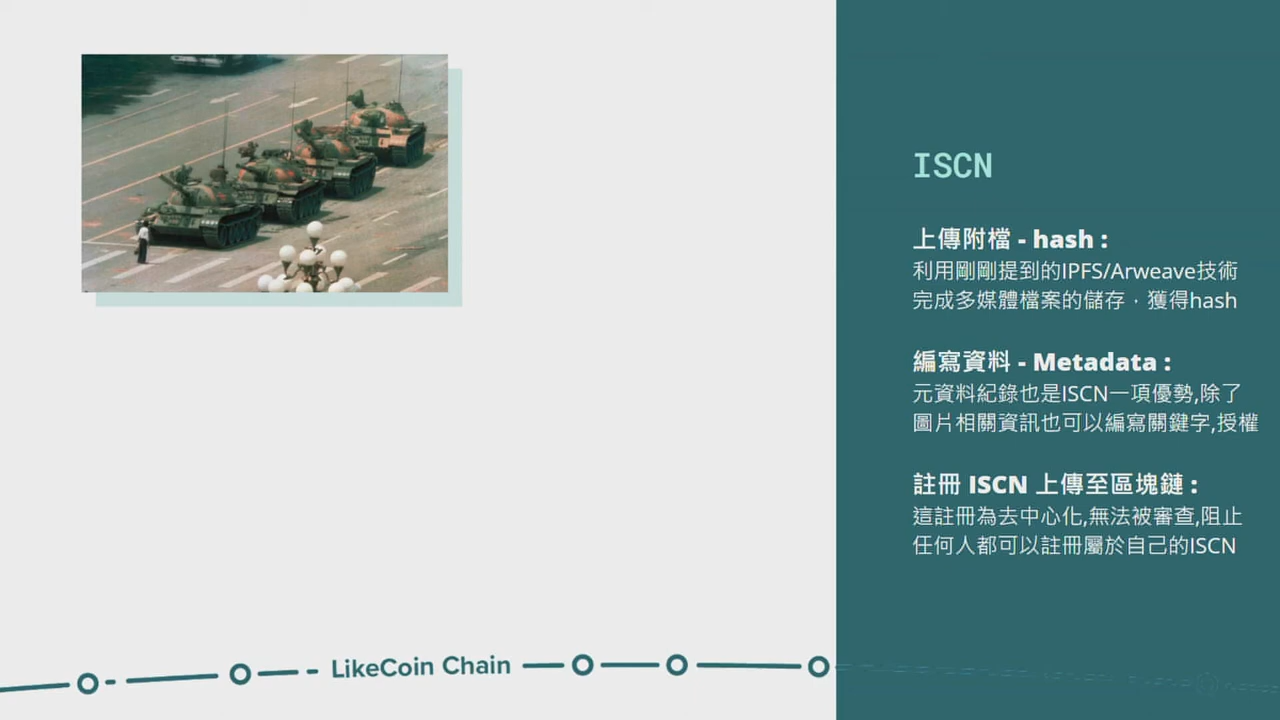 ISCN
上傳附檔 - hash :
利用剛剛提到的IPFS/Arweave技術
完成多媒體檔案的儲存，獲得hash
編寫資料 - Metadata :
元資料紀錄也是ISCN一項優勢,除了
圖片相關資訊也可以編寫關鍵字,授權
註冊 ISCN 上傳至區塊鏈 :
這註冊為去中心化,無法被審查,阻止
任何人都可以註冊屬於自己的ISCN
LikeCoin Chain